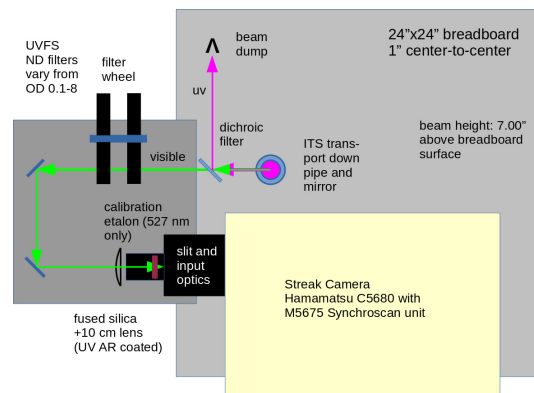 24”x24” breadboard
1” center-to-center
beam
dump
UVFS
ND filters
vary from
OD 0.1-8
filter
wheel
uv
dichroic
filter
beam height: 7.00”
above breadboard
surface
ITS trans-
port down
pipe and
mirror
visible
calibration
etalon (527 nm
only)
slit and
input
optics
Streak Camera
Hamamatsu C5680 with
M5675 Synchroscan unit
fused silica
+10 cm lens
(UV AR coated)